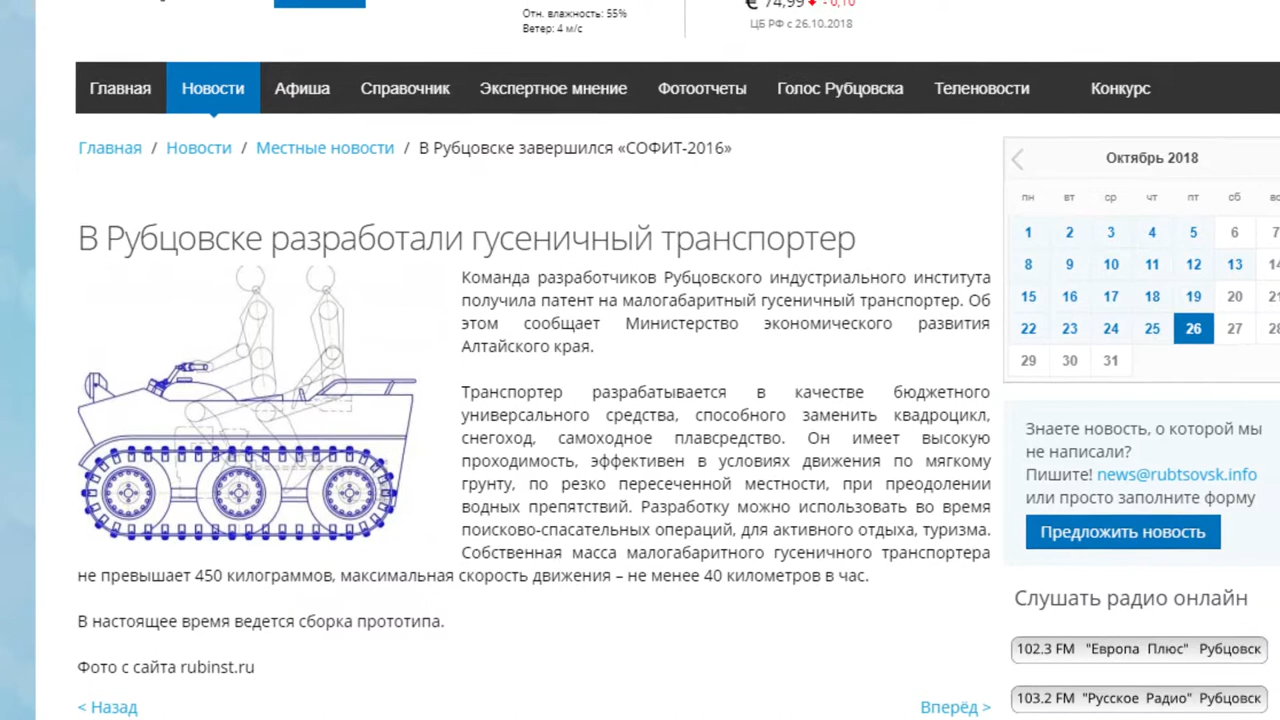 Отн. влажность: 55%
Ветер: 4 м/с
€ 74,99 - 0,10
ЦБ РФ с 26.10.2018
Главная Новости Афиша Справочник Экспертное мнение Фотоотчеты Голос Рубцовска Теленовости Конкурс
Главная / Новости / Местные новости / В Рубцовске завершился «СОФИТ-2016»
В Рубцовске разработали гусеничный транспортер
Команда разработчиков Рубцовского индустриального института
получила патент на малогабаритный гусеничный транспортер. Об
этом сообщает Министерство экономического развития
Алтайского края.
Транспортер разрабатывается в качестве бюджетного
универсального средства, способного заменить квадроцикл,
снегоход, самоходное плавсредство. Он имеет высокую
проходимость, эффективен в условиях движения по мягкому
грунту, по резко пересеченной местности, при преодолении
водных препятствий. Разработку можно использовать во время
поисково-спасательных операций, для активного отдыха, туризма.
Собственная масса малогабаритного гусеничного транспортера
не превышает 450 килограммов, максимальная скорость движения – не менее 40 километров в час.
В настоящее время ведется сборка прототипа.
Фото с сайта rubinst.ru
< Назад Вперёд >
Октябрь 2018
пн вт ср чт пт сб
1 2 3 4 5 6 7
8 9 10 11 12 13
15 16 17 18 19 20
22 23 24 25 26 27
29 30 31
Знаете новость, о которой мы
не написали?
Пишите! news@rubtsovsk.info
или просто заполните форму
Предложить новость
Слушать радио онлайн
102.3 FM "Европа Плюс" Рубцовск
103.2 FM "Русское Радио" Рубцовск